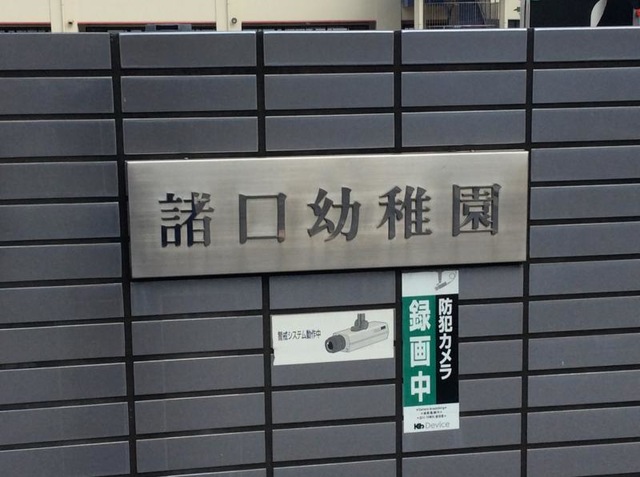 諸口幼稚園
警戒システム動作中
防犯カメラ
録画中
Device